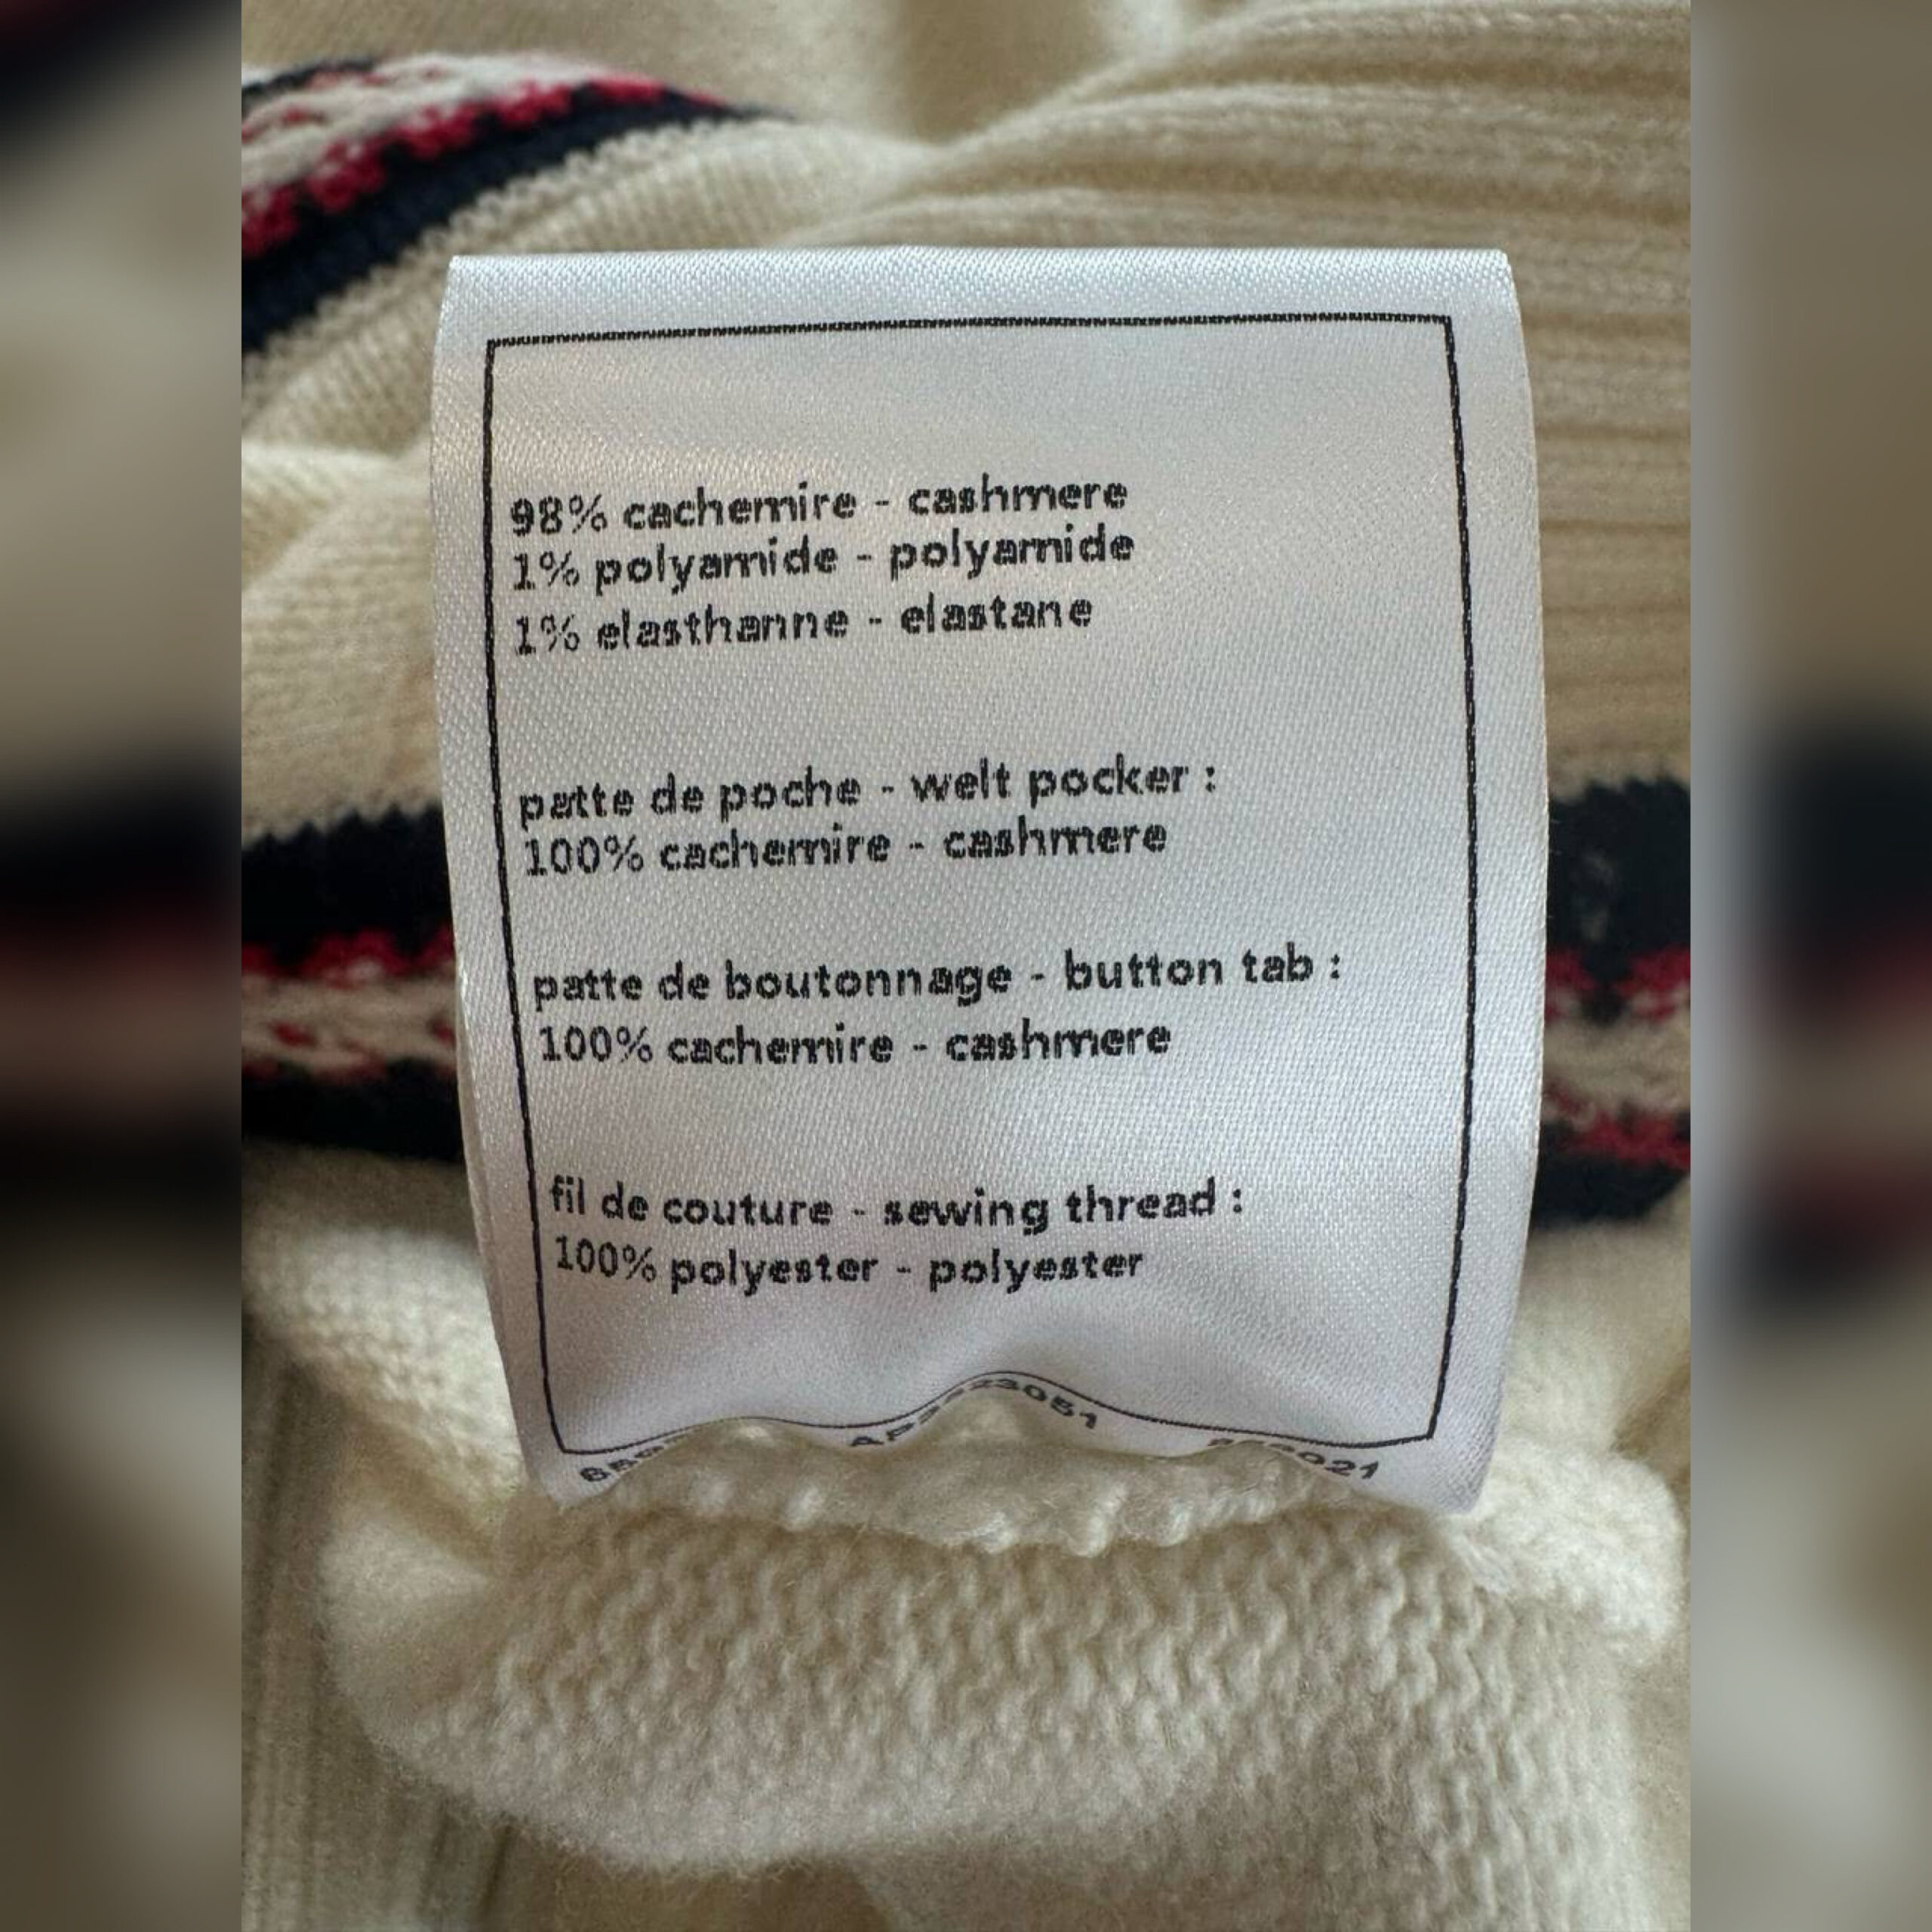 98% cachemire - cashmere
1% polyamide - polyamide
1% elasthanne - elastane
patte de poche - welt pocker :
100% cachemire - cashmere
patte de boutonnage - button tab :
100% cachemire - cashmere
fil de couture - sewing thread :
100% polyester - polyester